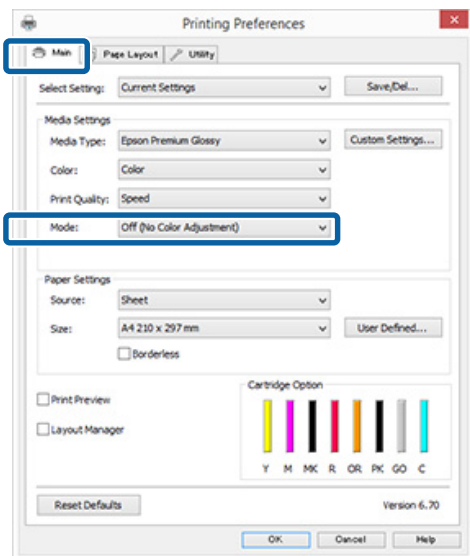 Printing Preferences
Main Page Layout Utility
Select Setting: Current Settings Save/Del...
Media Settings
Media Type: Epson Premium Glossy Custom Settings...
Color: Color
Print Quality: Speed
Mode: Off (No Color Adjustment)
Paper Settings
Source: Sheet
Size: A4 210 x 297 mm User Defined...
Borderless
Print Preview
Layout Manager
Cartridge Option
Y M MK R OR PK GO C
Reset Defaults Version 6.70
OK Cancel Help